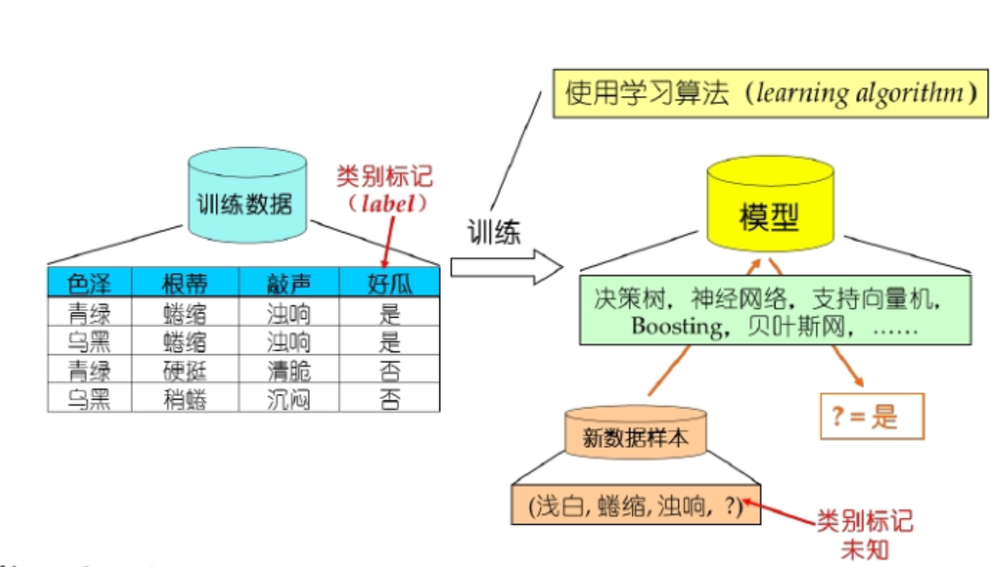 使用学习算法（learning algorithm）
类别标记
（label）
训练数据
训练
模型
色泽 根蒂 敲声 好瓜
青绿 蜷缩 浊响 是
乌黑 蜷缩 浊响 是
青绿 硬挺 清脆 否
乌黑 稍蜷 沉闷 否
决策树，神经网络，支持向量机，
Boosting，贝叶斯网，……
? = 是
新数据样本
(浅白, 蜷缩, 浊响, ?)
类别标记
未知